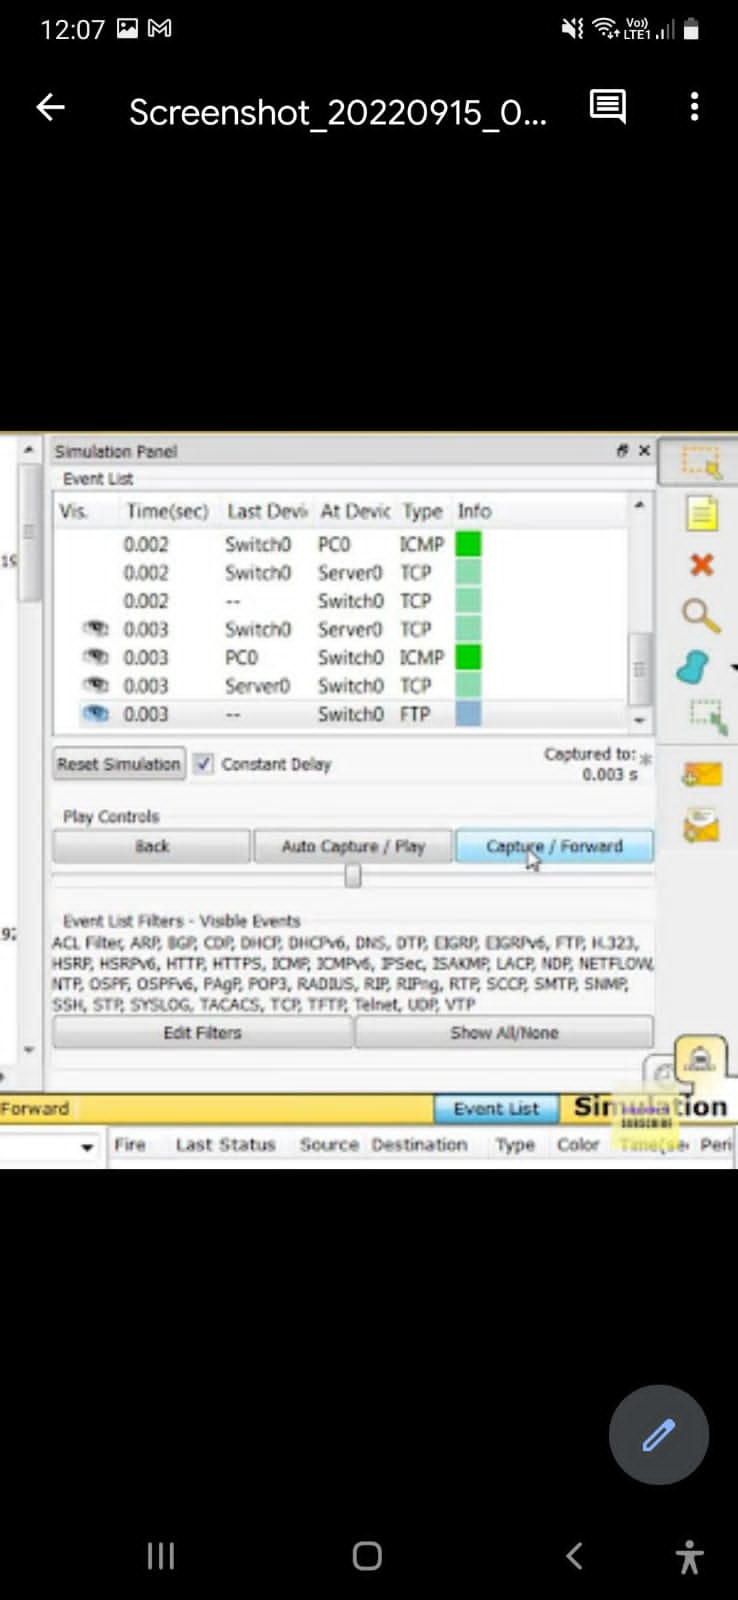 12:07
Vo))
LTE1
Screenshot_20220915_0...
Simulation Panel
Event List
Vis. Time(sec) Last Devi At Devic Type Info
0.002 Switch0 PC0 ICMP
19
0.002 Switch0 Server0 TCP
0.002 -- Switch0 TCP
0.003 Switch0 Server0 TCP
0.003 PC0 Switch0 ICMP
0.003 Server0 Switch0 TCP
0.003 -- Switch0 FTP
Reset Simulation Constant Delay
Captured to: *
0.003 s
Play Controls
Back Auto Capture / Play Capture / Forward
Event List Filters - Visible Events
92
ACL Filter, ARP, BGP, CDP, DHCP, DHCPv6, DNS, DTP, EIGRP, EIGRPv6, FTP, H.323,
HSRP, HSRPv6, HTTP, HTTPS, ICMP, ICMPv6, IPSec, ISAKMP, LACP, NDP, NETFLOW,
NTP, OSPF, OSPFv6, PAgP, POP3, RADIUS, RIP, RIPng, RTP, SCCP, SMTP, SNMP,
SSH, STP, SYSLOG, TACACS, TCP, TFTP, Telnet, UDP, VTP
Edit Filters Show All/None
Forward Event List Simulation
SUBSCRIBE
Fire Last Status Source Destination Type Color Time(se Peri